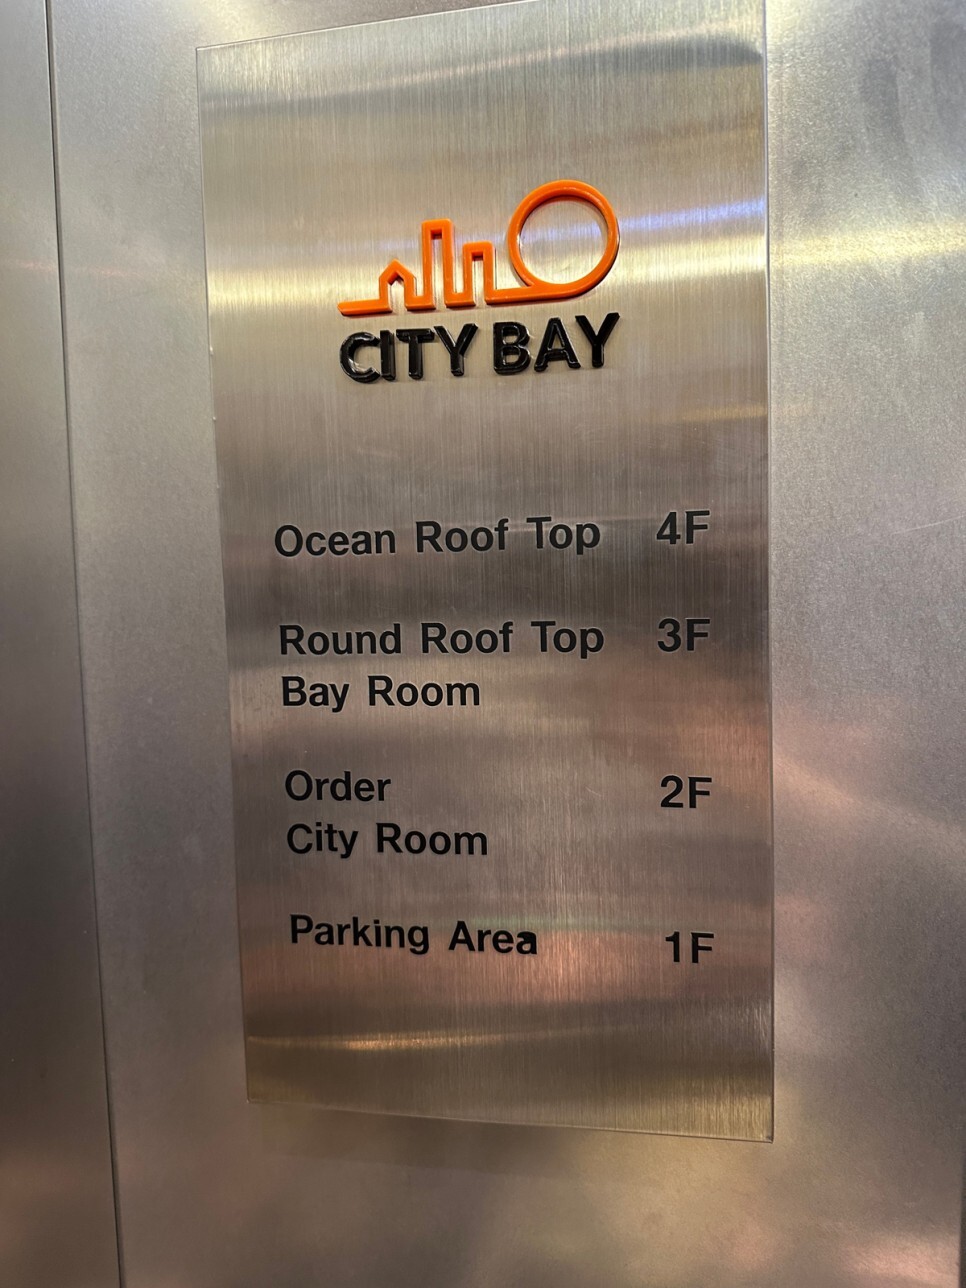 CITY BAY
Ocean Roof Top 4F
Round Roof Top 3F
Bay Room
Order 2F
City Room
Parking Area 1F